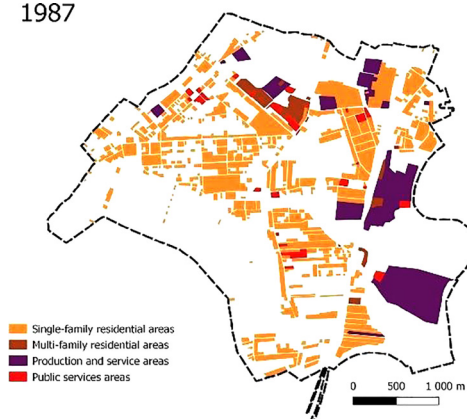 1987
Single-family residential areas
Multi-family residential areas
Production and service areas
Public services areas
0 500 1 000 m